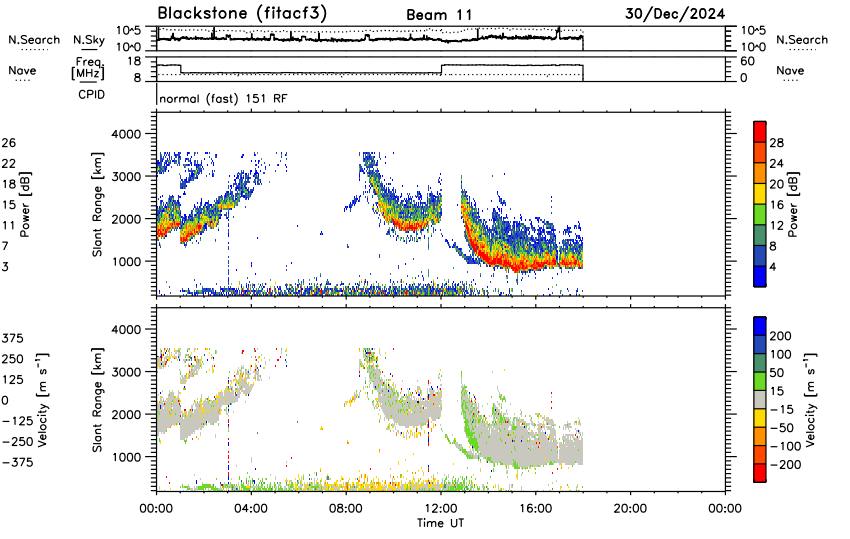 Blackstone (fitacf3) Beam 11 30/Dec/2024
N.Search N.Sky 10^5 10^0 10^5 10^0 N.Search
Nave Freq. [MHz] 18 8 60 0 Nave
CPID normal (fast) 151 RF
26 22 18 15 11 7 3
Power [dB]
Slant Range [km]
4000 3000 2000 1000
28 24 20 16 12 8 4
Power [dB]
375 250 125 0 −125 −250 −375
Velocity [m s⁻¹]
Slant Range [km]
4000 3000 2000 1000
200 100 50 15 −15 −50 −100 −200
Velocity [m s⁻¹]
00:00 04:00 08:00 12:00 16:00 20:00 00:00
Time UT